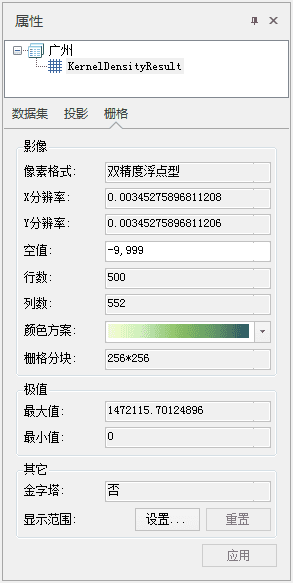 属性
广州
KernelDensityResult
数据集 投影 栅格
影像
像素格式: 双精度浮点型
X分辨率: 0.00345275896811208
Y分辨率: 0.00345275896811206
空值: -9,999
行数: 500
列数: 552
颜色方案:
栅格分块: 256*256
极值
最大值: 1472115.70124896
最小值: 0
其它
金字塔: 否
显示范围: 设置... 重置
应用